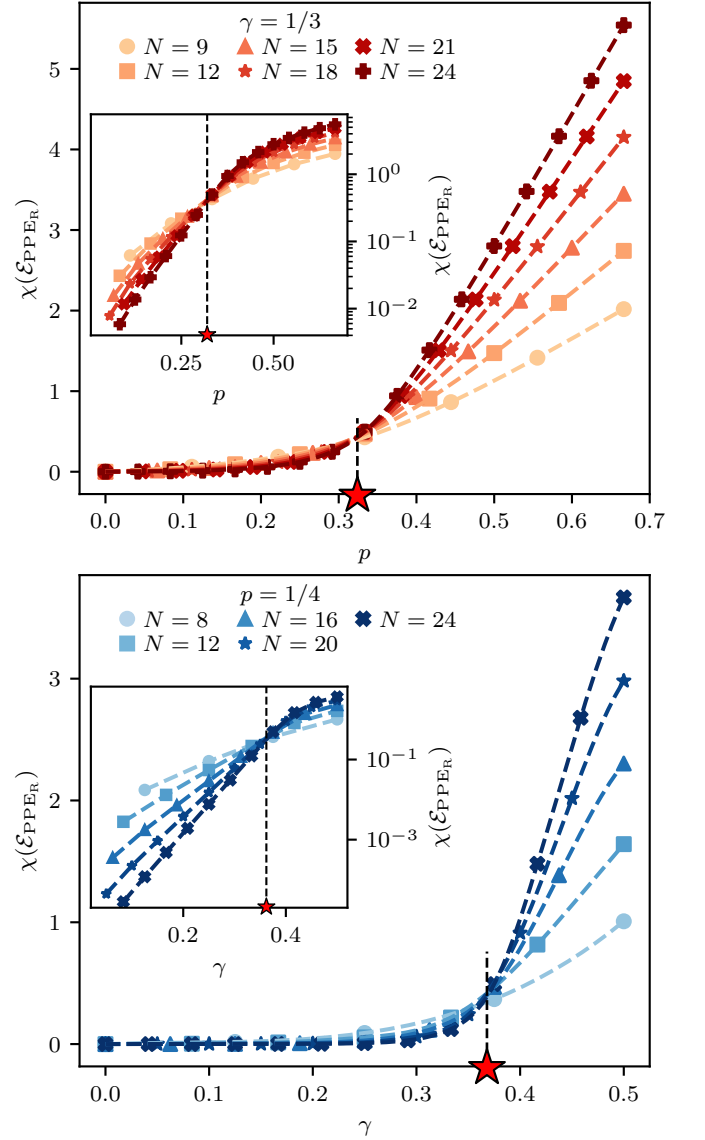 γ = 1/3
N = 9 N = 15 N = 21
N = 12 N = 18 N = 24
5
4
3
2
1
0
χ(ℰ_PPE_R)
10⁰
10⁻¹
10⁻²
χ(ℰ_PPE_R)
0.25 0.50
p
0.0 0.1 0.2 0.3 0.4 0.5 0.6 0.7
p
p = 1/4
N = 8 N = 16 N = 24
N = 12 N = 20
3
2
1
0
χ(ℰ_PPE_R)
10⁻¹
10⁻³
χ(ℰ_PPE_R)
0.2 0.4
γ
0.0 0.1 0.2 0.3 0.4 0.5
γ